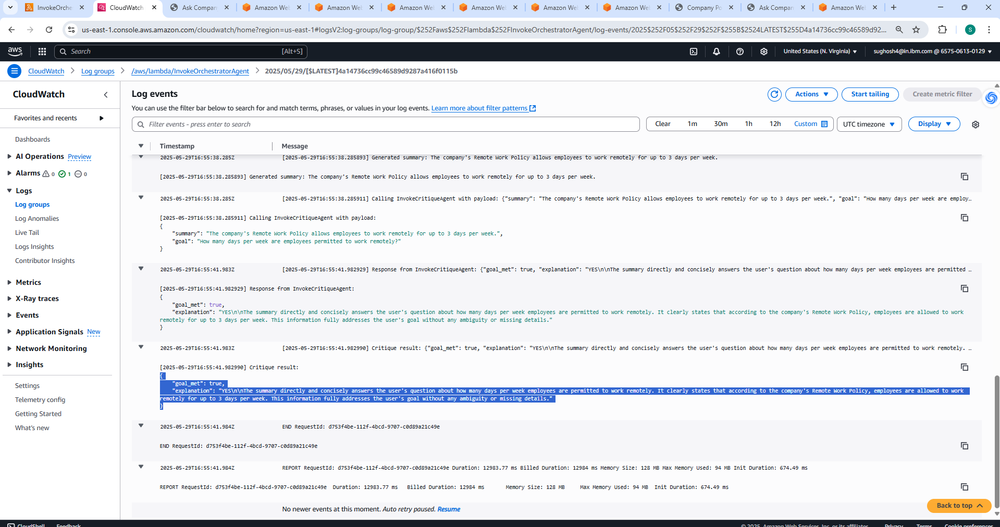 InvokeOrche
CloudWatch
Ask Compan
Amazon We
Amazon We
Amazon We
Amazon We
Amazon We
Amazon We
Company Po
Ask Compan
Amazon We
us-east-1.console.aws.amazon.com/cloudwatch/home?region=us-east-1#logsV2:log-groups/log-group/$252Faws$252Flambda$252FInvokeOrchestratorAgent/log-events/2025$252F05$252F29$252F$255B$2524LATEST$255D4a14736cc99c46589d92...
S
aws
Search
[Alt+S]
United States (N. Virginia)
sughosh4@in.ibm.com @ 6575-0613-0129
CloudWatch
Log groups
/aws/lambda/InvokeOrchestratorAgent
2025/05/29/[$LATEST]4a14736cc99c46589d9287a416f0115b
CloudWatch
Favorites and recents
Dashboards
AI Operations Preview
Alarms 0 1 0
Logs
Log groups
Log Anomalies
Live Tail
Logs Insights
Contributor Insights
Metrics
X-Ray traces
Events
Application Signals New
Network Monitoring
Insights
Settings
Telemetry config
Getting Started
What's new
Log events
Actions
Start tailing
Create metric filter
You can use the filter bar below to search for and match terms, phrases, or values in your log events. Learn more about filter patterns
Filter events - press enter to search
Clear 1m 30m 1h 12h Custom
UTC timezone
Display
Timestamp Message
2025-05-29T16:55:38.285Z [2025-05-29T16:55:38.285893] Generated summary: The company's Remote Work Policy allows employees to work remotely for up to 3 days per week.
[2025-05-29T16:55:38.285893] Generated summary: The company's Remote Work Policy allows employees to work remotely for up to 3 days per week.
2025-05-29T16:55:38.285Z [2025-05-29T16:55:38.285911] Calling InvokeCritiqueAgent with payload: {"summary": "The company's Remote Work Policy allows employees to work remotely for up to 3 days per week.", "goal": "How many days per week are employ…
[2025-05-29T16:55:38.285911] Calling InvokeCritiqueAgent with payload:
{
"summary": "The company's Remote Work Policy allows employees to work remotely for up to 3 days per week.",
"goal": "How many days per week are employees permitted to work remotely?"
}
2025-05-29T16:55:41.983Z [2025-05-29T16:55:41.982929] Response from InvokeCritiqueAgent: {"goal_met": true, "explanation": "YES\n\nThe summary directly and concisely answers the user's question about how many days per week employees are permitted …
[2025-05-29T16:55:41.982929] Response from InvokeCritiqueAgent:
{
"goal_met": true,
"explanation": "YES\n\nThe summary directly and concisely answers the user's question about how many days per week employees are permitted to work remotely. It clearly states that according to the company's Remote Work Policy, employees are allowed to work
remotely for up to 3 days per week. This information fully addresses the user's goal without any ambiguity or missing details."
}
2025-05-29T16:55:41.983Z [2025-05-29T16:55:41.982990] Critique result: {"goal_met": true, "explanation": "YES\n\nThe summary directly and concisely answers the user's question about how many days per week employees are permitted to work remotely. …
[2025-05-29T16:55:41.982990] Critique result:
{
"goal_met": true,
"explanation": "YES\n\nThe summary directly and concisely answers the user's question about how many days per week employees are permitted to work remotely. It clearly states that according to the company's Remote Work Policy, employees are allowed to work
remotely for up to 3 days per week. This information fully addresses the user's goal without any ambiguity or missing details."
}
2025-05-29T16:55:41.984Z END RequestId: d753f4be-112f-4bcd-9707-c0d89a21c49e
END RequestId: d753f4be-112f-4bcd-9707-c0d89a21c49e
2025-05-29T16:55:41.984Z REPORT RequestId: d753f4be-112f-4bcd-9707-c0d89a21c49e Duration: 12983.77 ms Billed Duration: 12984 ms Memory Size: 128 MB Max Memory Used: 94 MB Init Duration: 674.49 ms
REPORT RequestId: d753f4be-112f-4bcd-9707-c0d89a21c49e Duration: 12983.77 ms Billed Duration: 12984 ms Memory Size: 128 MB Max Memory Used: 94 MB Init Duration: 674.49 ms
No newer events at this moment. Auto retry paused. Resume
Back to top
CloudShell Feedback © 2025, Amazon Web Services, Inc. or its affiliates. Privacy Terms Cookie preferences